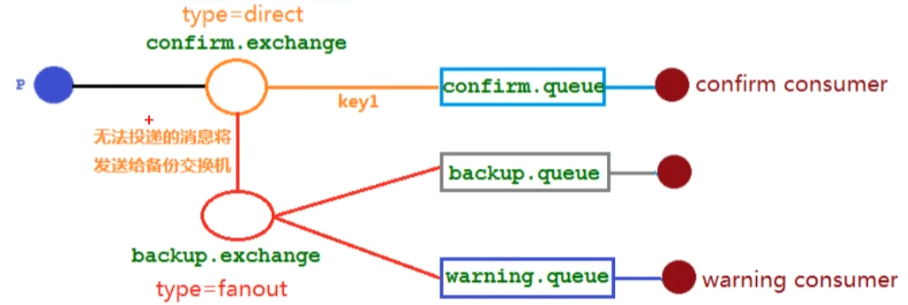 type=direct
confirm.exchange
P
confirm.queue
confirm consumer
key1
无法投递的消息将
发送给备份交换机
backup.queue
backup.exchange
type=fanout
warning.queue
warning consumer